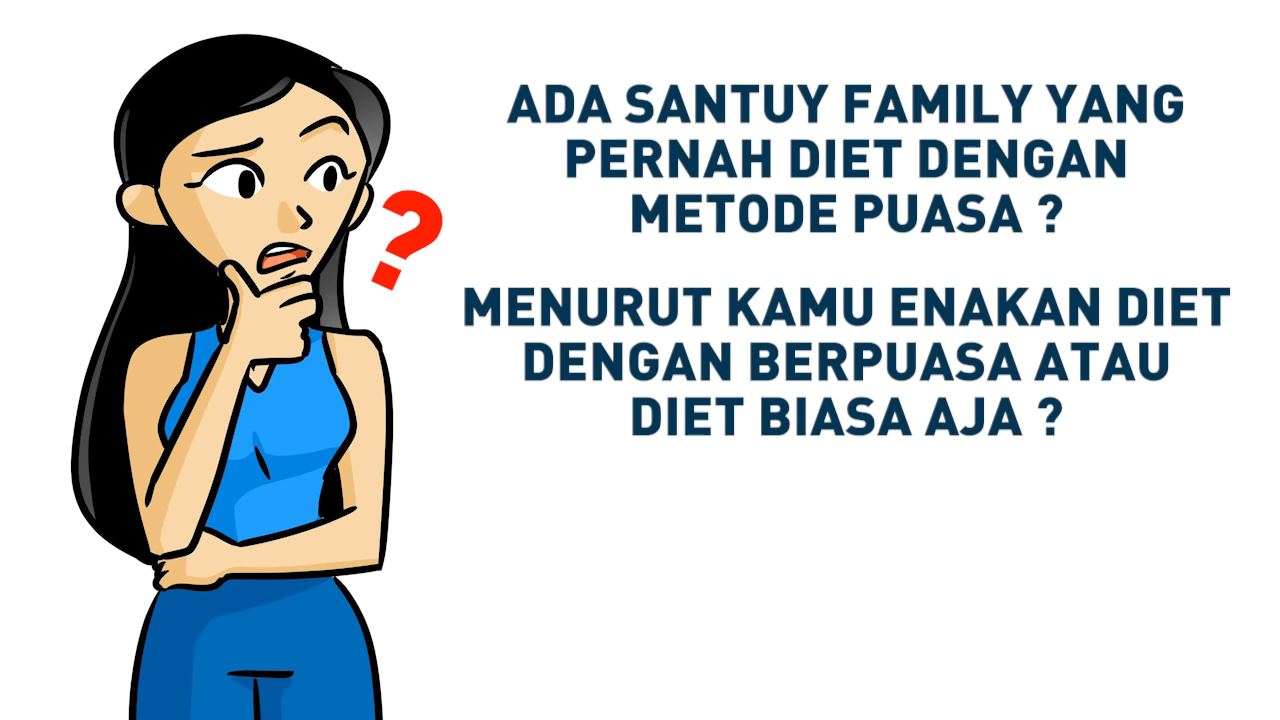 ADA SANTUY FAMILY YANG
PERNAH DIET DENGAN
METODE PUASA ?
MENURUT KAMU ENAKAN DIET
DENGAN BERPUASA ATAU
DIET BIASA AJA ?